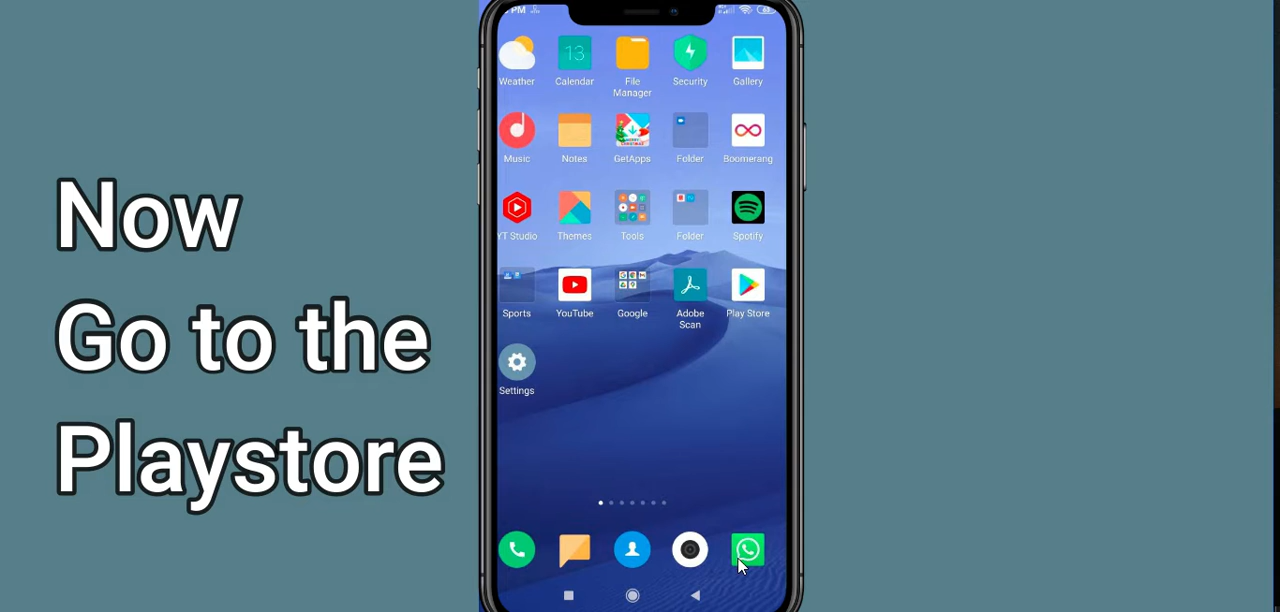 Now
Go to the
Playstore
PM
Weather Calendar File Manager Security Gallery
13
Music Notes GetApps Folder Boomerang
YT Studio Themes Tools Folder Spotify
Sports YouTube Google Adobe Scan Play Store
Settings